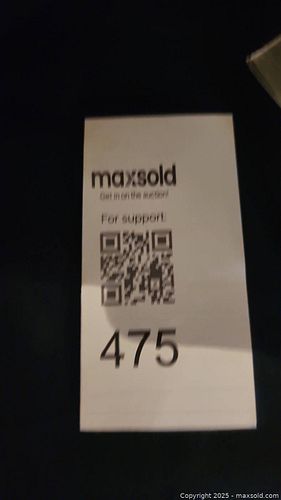 maxsold
Get in on the auction!
For support:
475
Copyright 2025 - maxsold.com